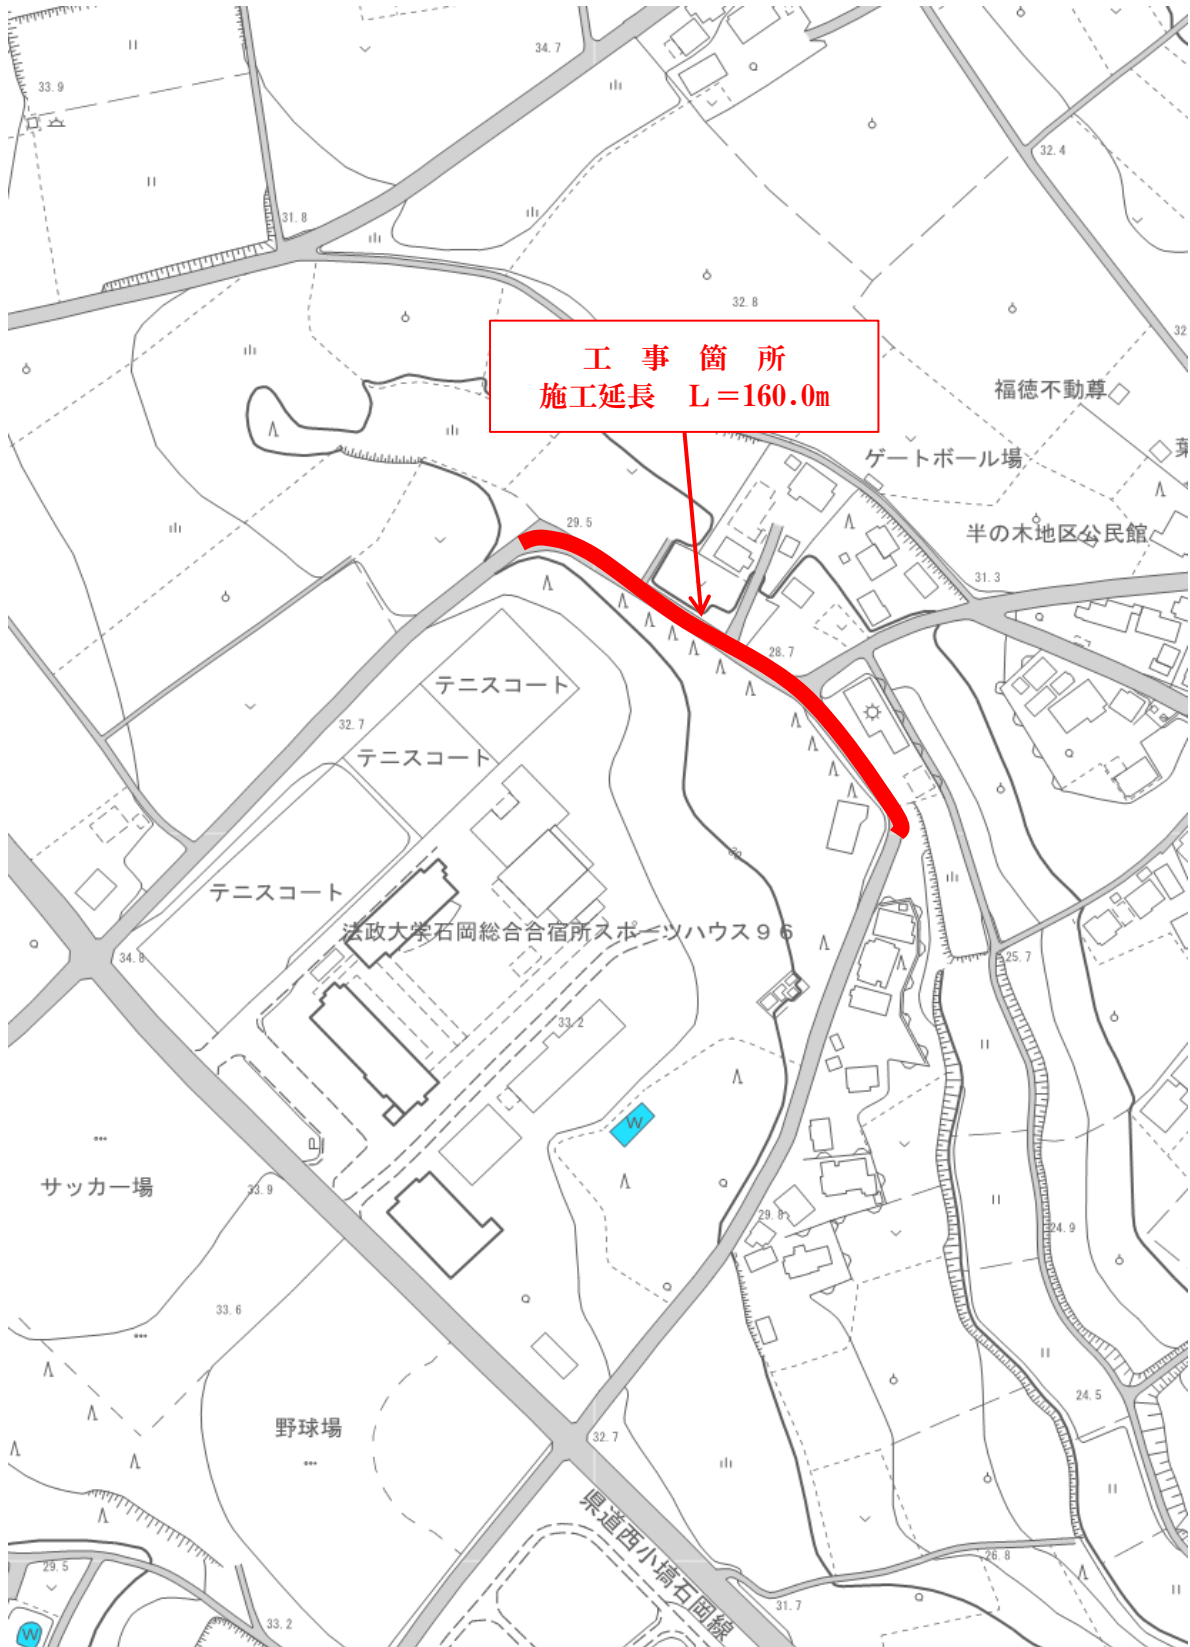 34.7
33.9
32.4
31.8
32.8
工事箇所
施工延長 L=160.0m
福徳不動尊
ゲートボール場
29.5
半の木地区公民館
31.3
28.7
テニスコート
32.7
テニスコート
テニスコート
法政大学石岡総合合宿所スポーツハウス96
34.8
25.7
33.2
W
P
サッカー場
33.9
29.8
24.9
33.6
24.5
野球場
32.7
県道西小塙石岡線
26.8
29.5
31.7
33.2
W